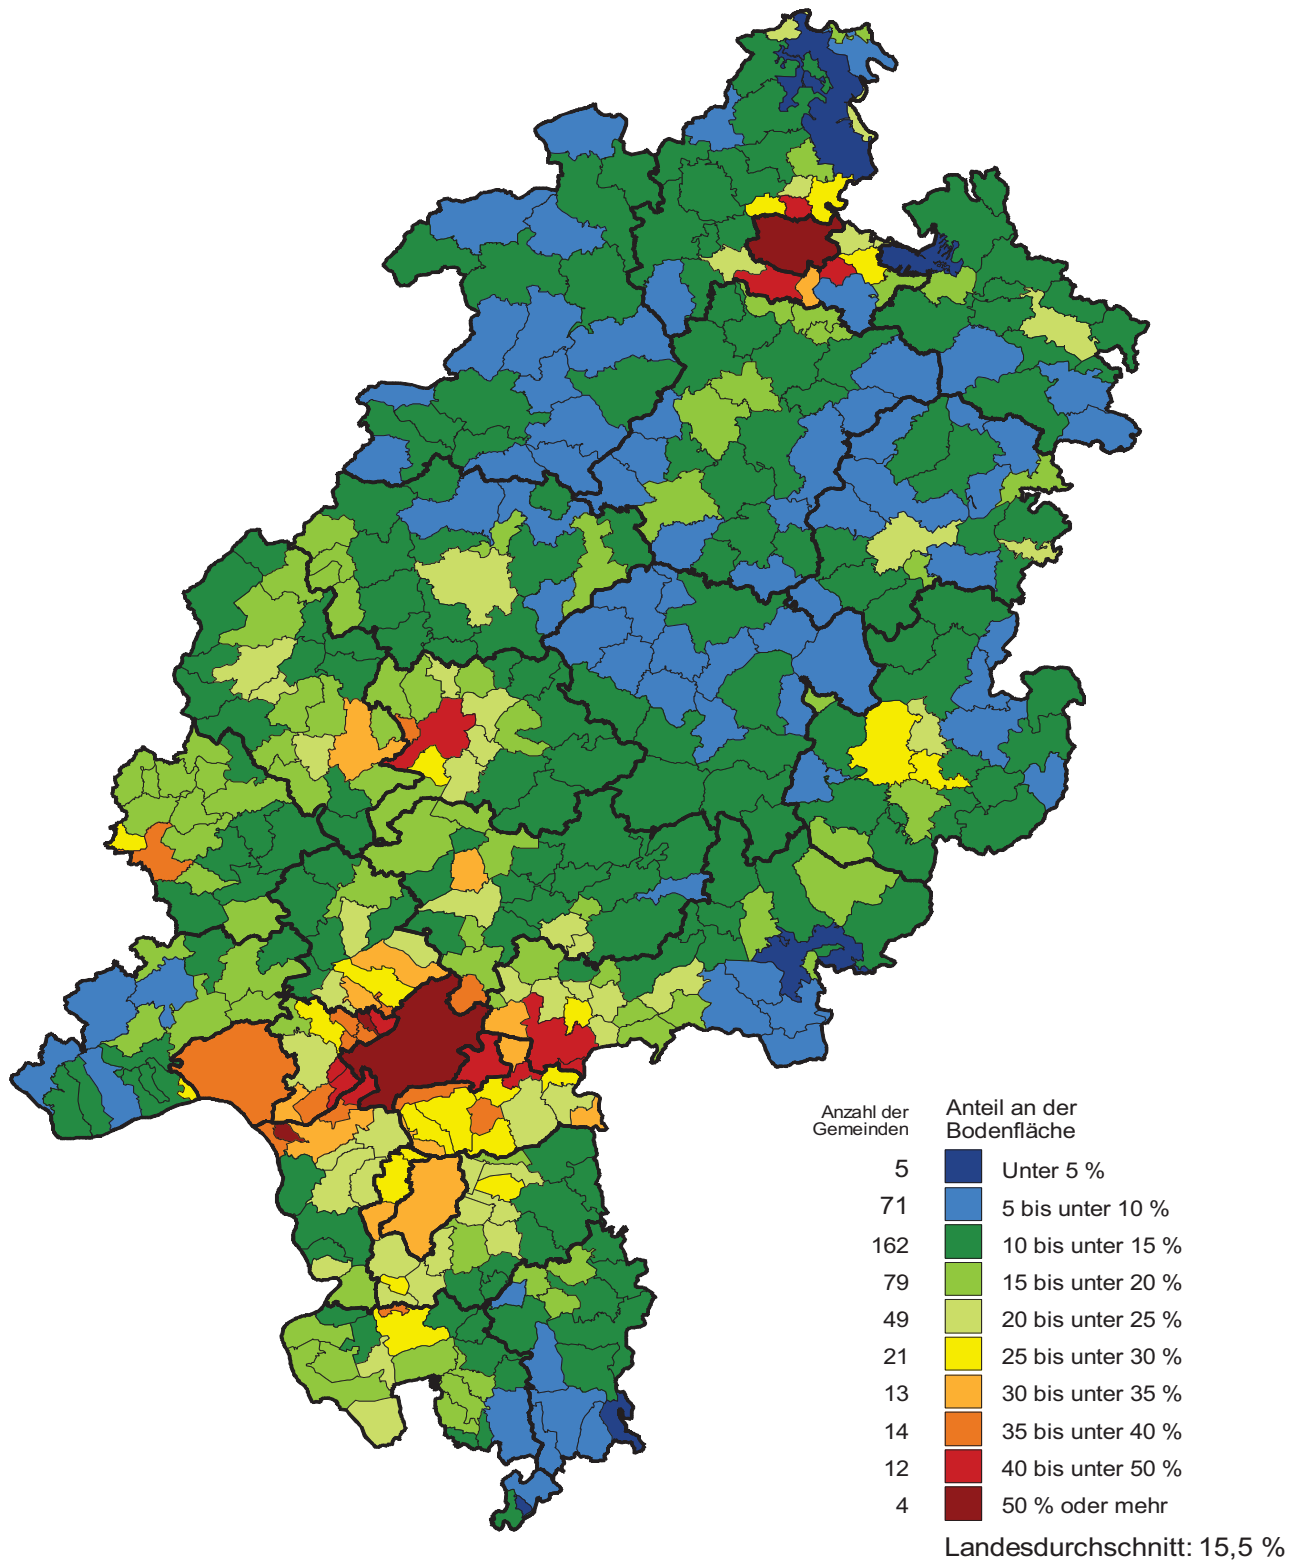 Anzahl der Gemeinden
Anteil an der
Bodenfläche
5 Unter 5 %
71 5 bis unter 10 %
162 10 bis unter 15 %
79 15 bis unter 20 %
49 20 bis unter 25 %
21 25 bis unter 30 %
13 30 bis unter 35 %
14 35 bis unter 40 %
12 40 bis unter 50 %
4 50 % oder mehr
Landesdurchschnitt: 15,5 %